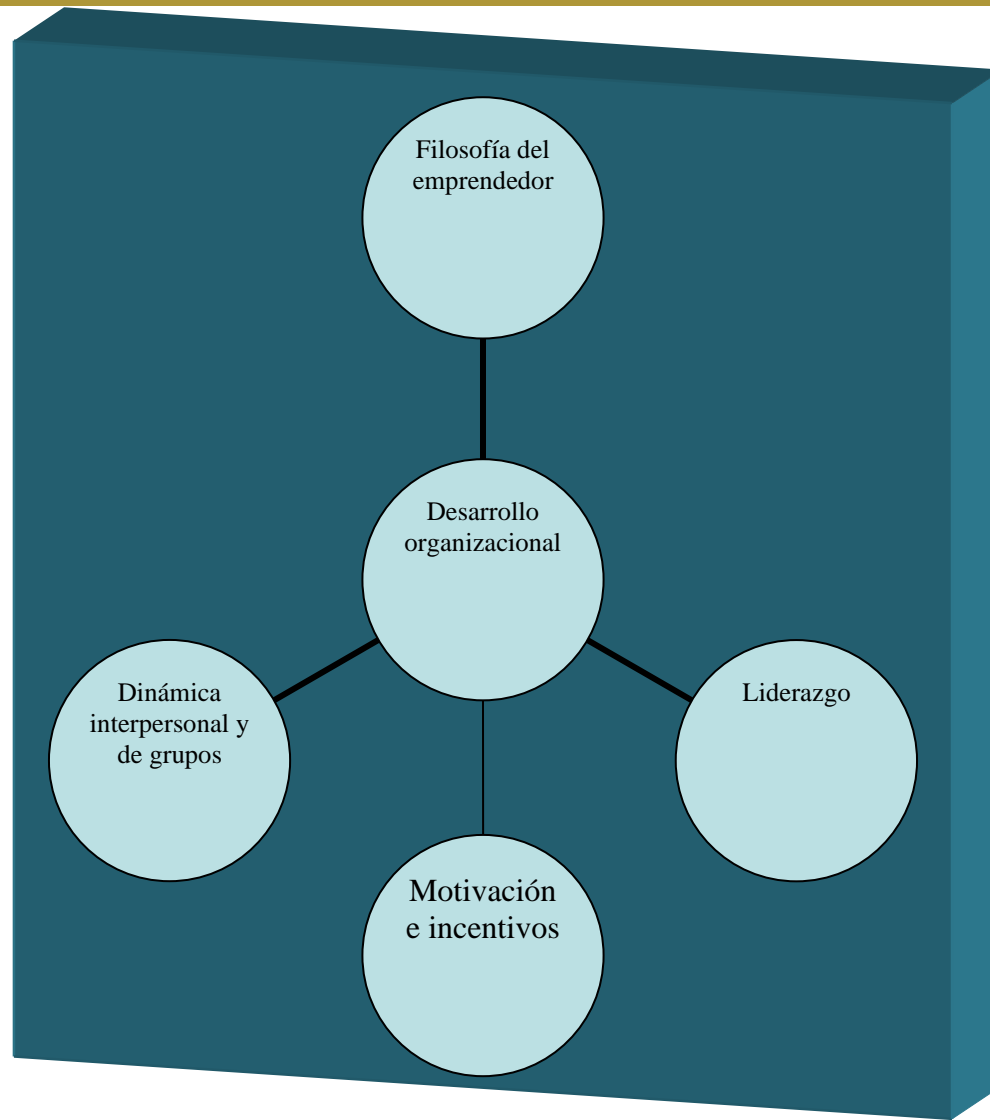 Filosofía del
emprendedor
Desarrollo
organizacional
Dinámica
interpersonal y
de grupos
Liderazgo
Motivación
e incentivos